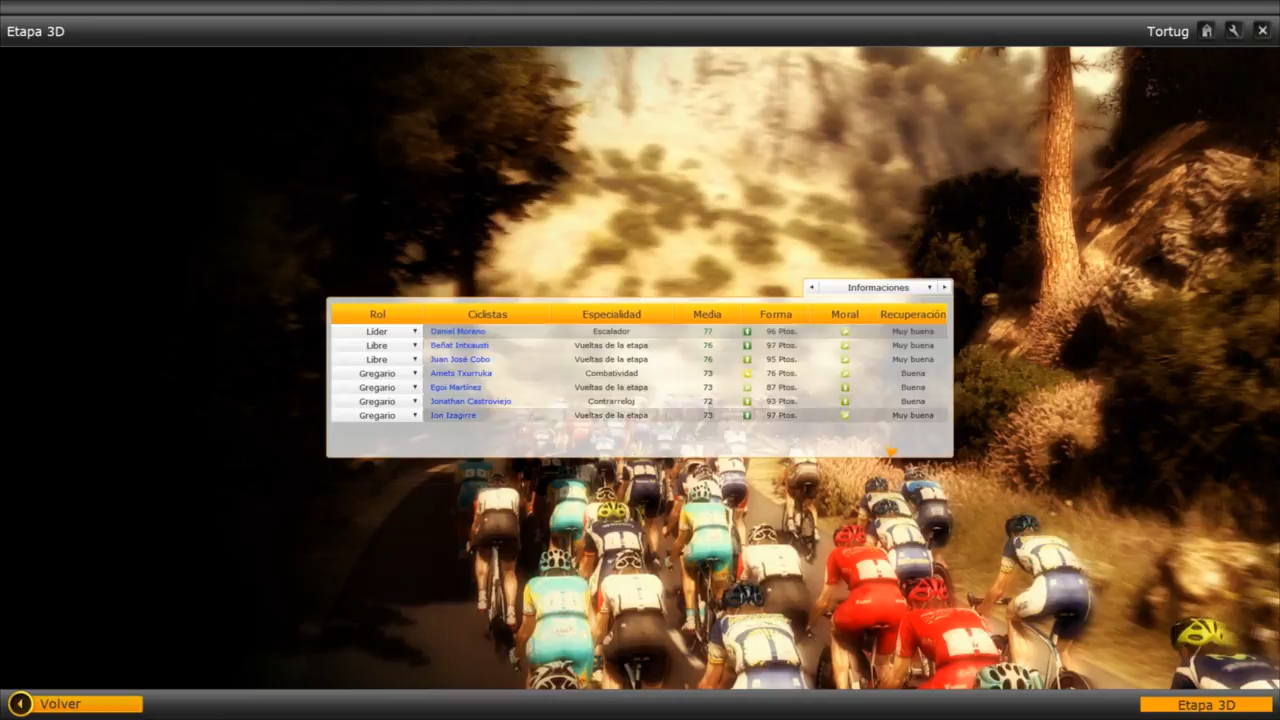 Etapa 3D Tortug
Informaciones
Rol Ciclistas Especialidad Media Forma Moral Recuperación
Líder Daniel Moreno Escalador 77 96 Ptos. Muy buena
Libre Beñat Intxausti Vueltas de la etapa 76 97 Ptos. Muy buena
Libre Juan José Cobo Vueltas de la etapa 76 95 Ptos. Muy buena
Gregario Amets Txurruka Combatividad 73 76 Ptos. Buena
Gregario Egoi Martínez Vueltas de la etapa 73 87 Ptos. Buena
Gregario Jonathan Castroviejo Contrarreloj 72 93 Ptos. Buena
Gregario Ion Izagirre Vueltas de la etapa 73 97 Ptos. Muy buena
Volver Etapa 3D